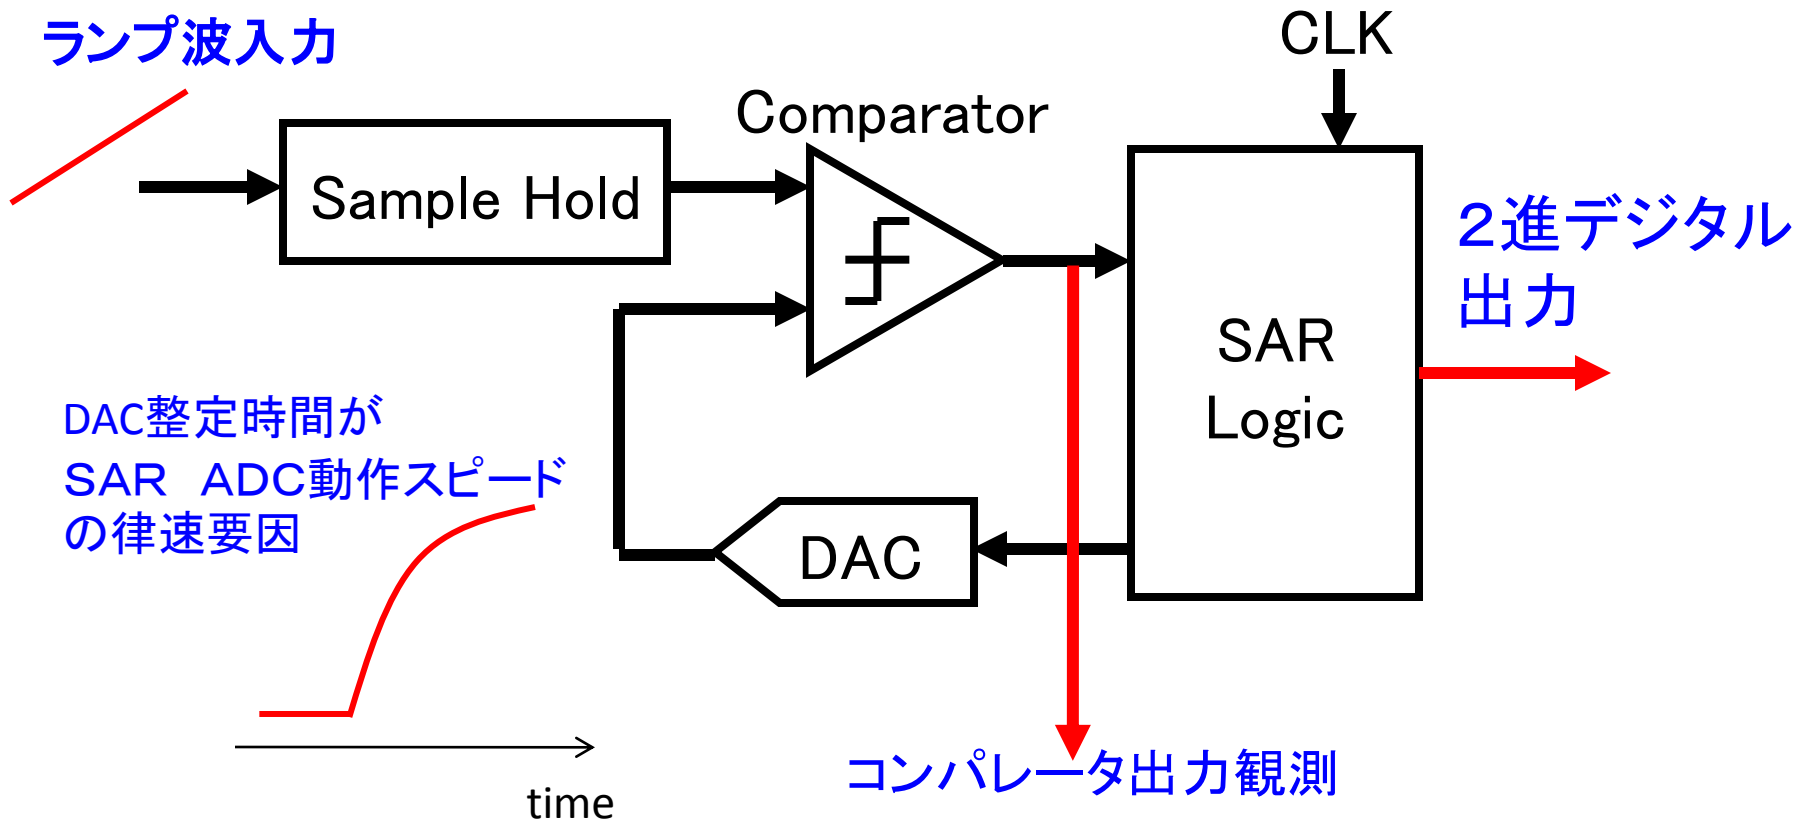 ランプ波入力
CLK
Comparator
Sample Hold
２進デジタル
出力
SAR
Logic
DAC整定時間が
ＳＡＲ　ＡＤＣ動作スピード
の律速要因
DAC
コンパレータ出力観測
time